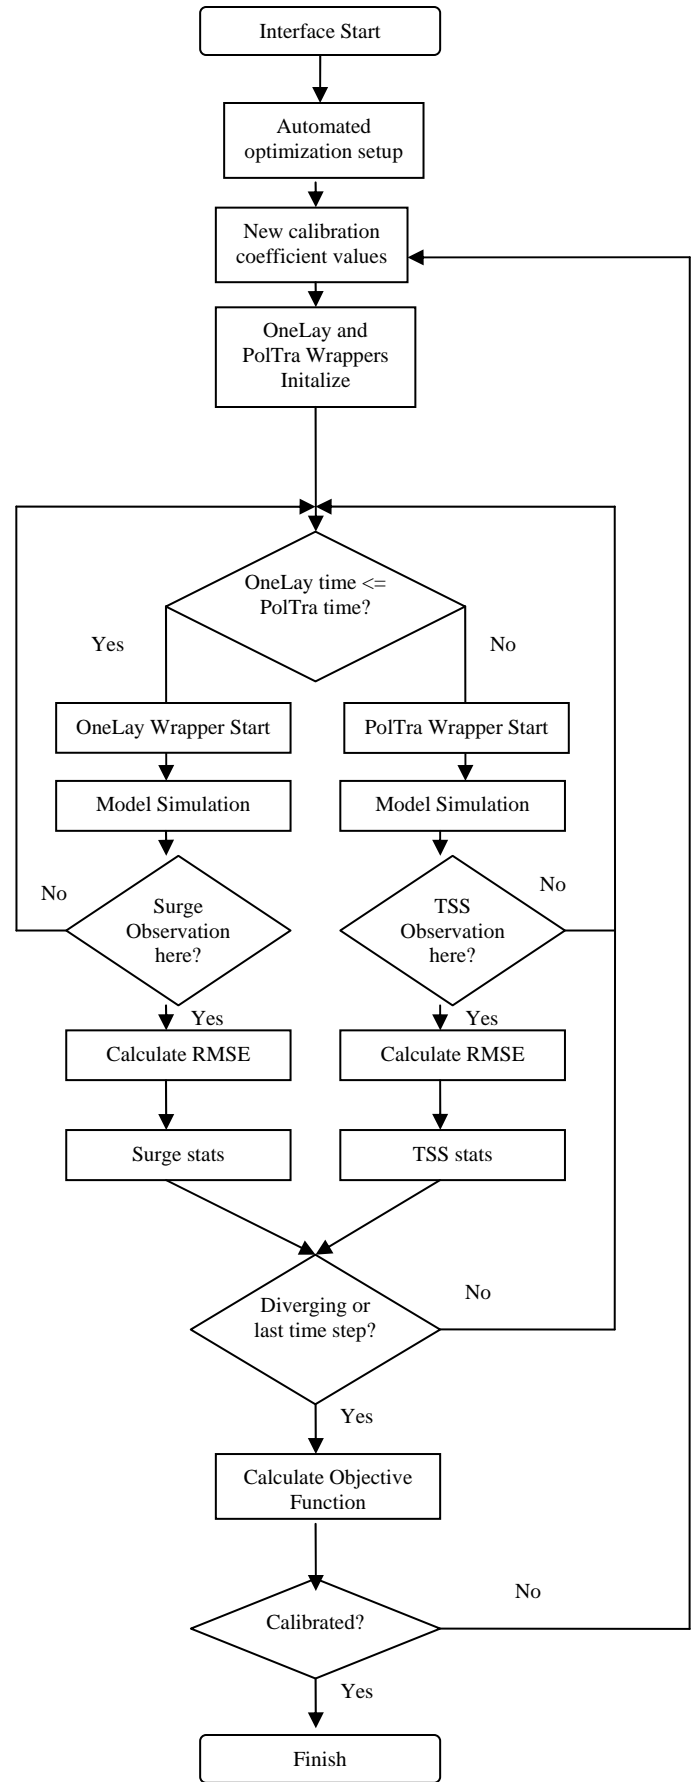 Interface Start
Automated
optimization setup
New calibration
coefficient values
OneLay and
PolTra Wrappers
Initalize
OneLay time <=
PolTra time?
Yes
No
OneLay Wrapper Start
PolTra Wrapper Start
Model Simulation
Model Simulation
No
Surge
Observation
here?
TSS
Observation
here?
No
Yes
Yes
Calculate RMSE
Calculate RMSE
Surge stats
TSS stats
Diverging or
last time step?
No
Yes
Calculate Objective
Function
Calibrated?
No
Yes
Finish